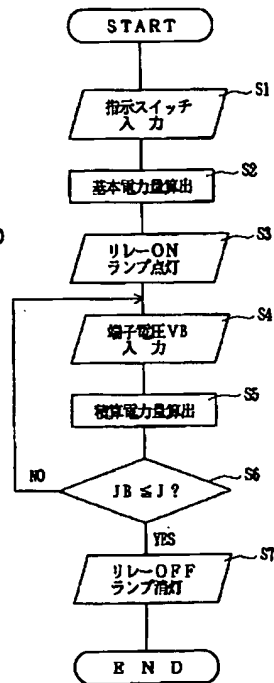 START
S1
指示スイッチ
入 力
S2
基本電力量算出
S3
リレーON
ランプ点灯
S4
端子電圧VB
入 力
S5
積算電力量算出
S6
JB≦J?
NO
YES
S7
リレーOFF
ランプ消灯
END